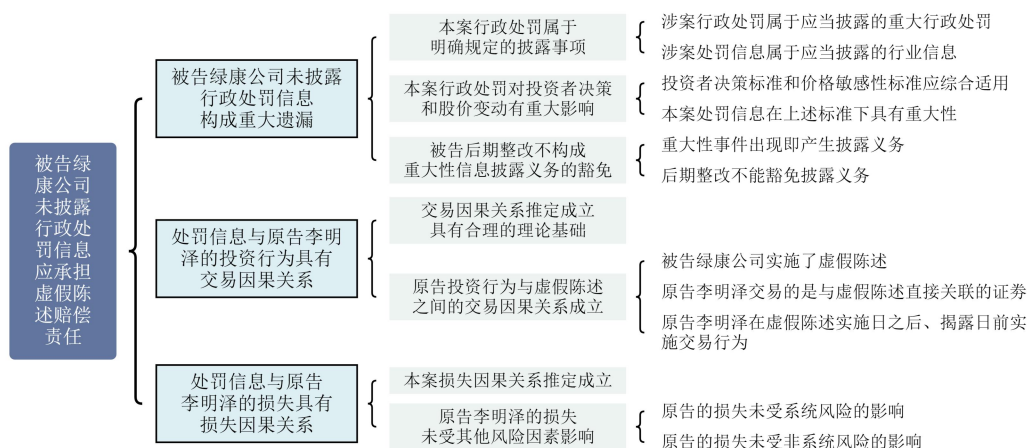 被告绿
康公司
未披露
行政处
罚信息
应承担
虚假陈
述赔偿
责任
被告绿康公司未披露
行政处罚信息
构成重大遗漏
本案行政处罚属于
明确规定的披露事项
涉案行政处罚属于应当披露的重大行政处罚
涉案处罚信息属于应当披露的行业信息
本案行政处罚对投资者决策
和股价变动有重大影响
投资者决策标准和价格敏感性标准应综合适用
本案处罚信息在上述标准下具有重大性
被告后期整改不构成
重大性信息披露义务的豁免
重大性事件出现即产生披露义务
后期整改不能豁免披露义务
处罚信息与原告李明
泽的投资行为具有
交易因果关系
交易因果关系推定成立
具有合理的理论基础
原告投资行为与虚假陈述
之间的交易因果关系成立
被告绿康公司实施了虚假陈述
原告李明泽交易的是与虚假陈述直接关联的证券
原告李明泽在虚假陈述实施日之后、揭露日前实
施交易行为
处罚信息与原告
李明泽的损失具有
损失因果关系
本案损失因果关系推定成立
原告李明泽的损失
未受其他风险因素影响
原告的损失未受系统风险的影响
原告的损失未受非系统风险的影响